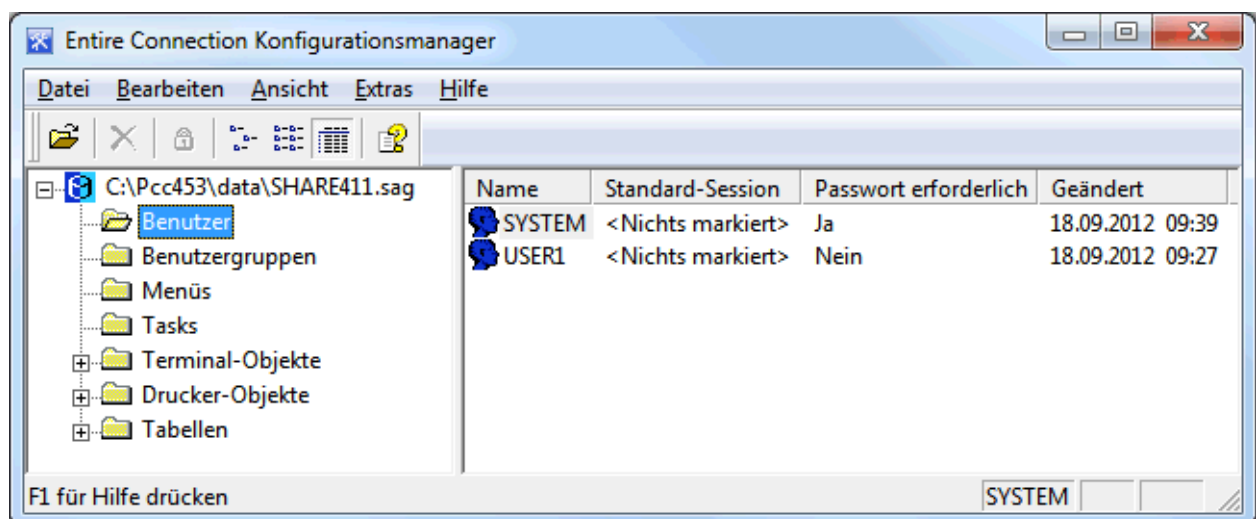 Entire Connection Konfigurationsmanager
Datei Bearbeiten Ansicht Extras Hilfe
C:\Pcc453\data\SHARE411.sag
Benutzer
Benutzergruppen
Menüs
Tasks
Terminal-Objekte
Drucker-Objekte
Tabellen
Name Standard-Session Passwort erforderlich Geändert
SYSTEM <Nichts markiert> Ja 18.09.2012 09:39
USER1 <Nichts markiert> Nein 18.09.2012 09:27
F1 für Hilfe drücken SYSTEM